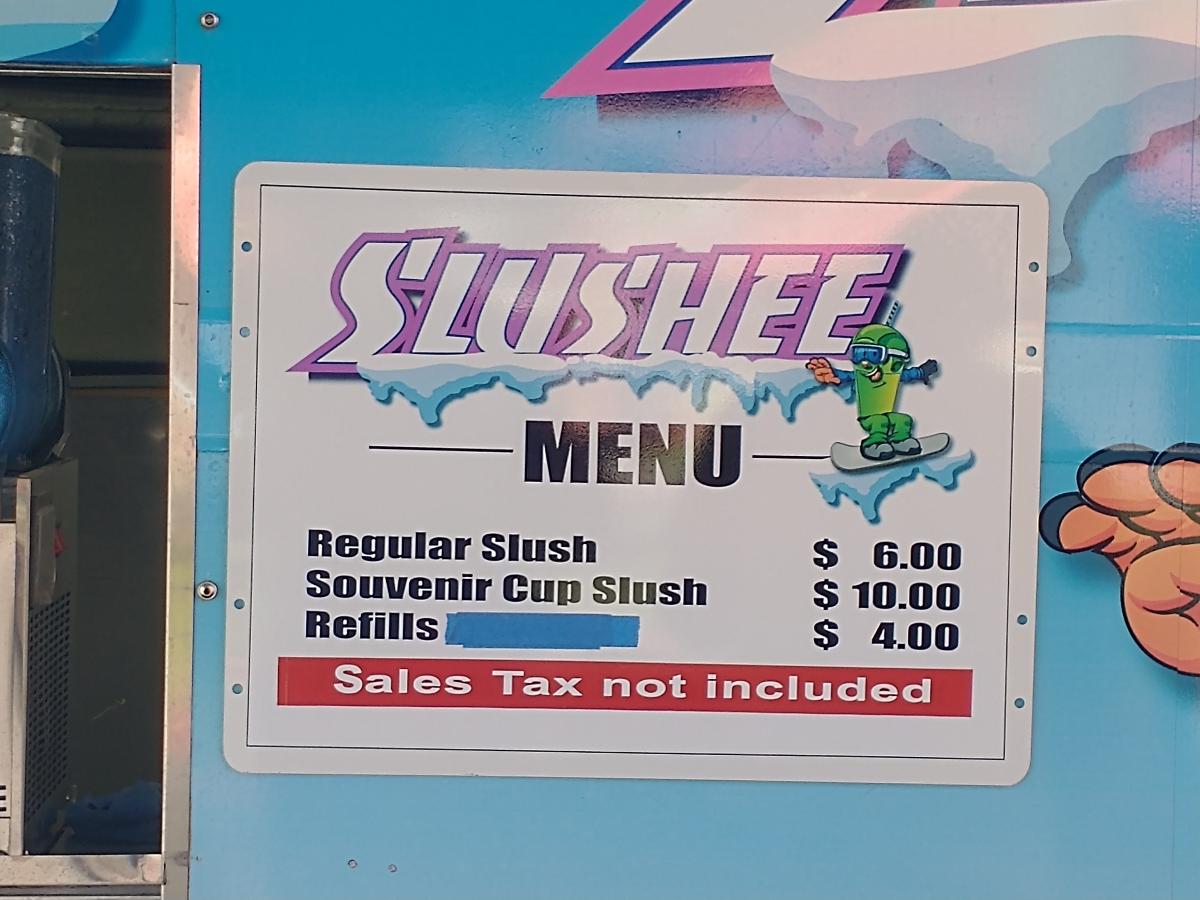 SLUSHEE
MENU
Regular Slush $ 6.00
Souvenir Cup Slush $ 10.00
Refills $ 4.00
Sales Tax not included